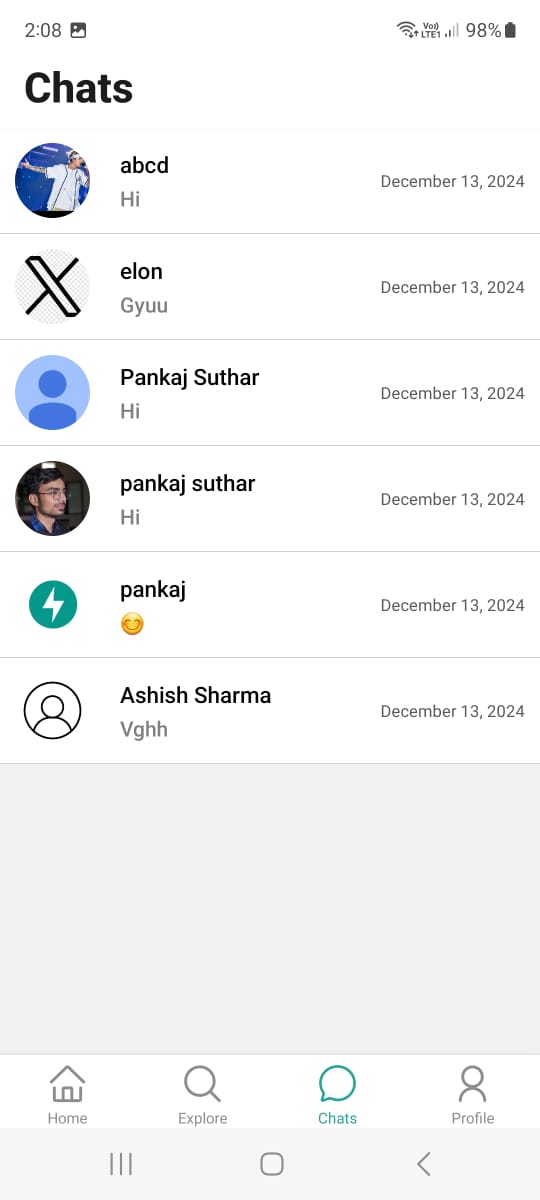 2:08 Vo)) LTE1 98%
Chats
abcd
Hi
December 13, 2024
elon
Gyuu
December 13, 2024
Pankaj Suthar
Hi
December 13, 2024
pankaj suthar
Hi
December 13, 2024
pankaj
😊
December 13, 2024
Ashish Sharma
Vghh
December 13, 2024
Home Explore Chats Profile